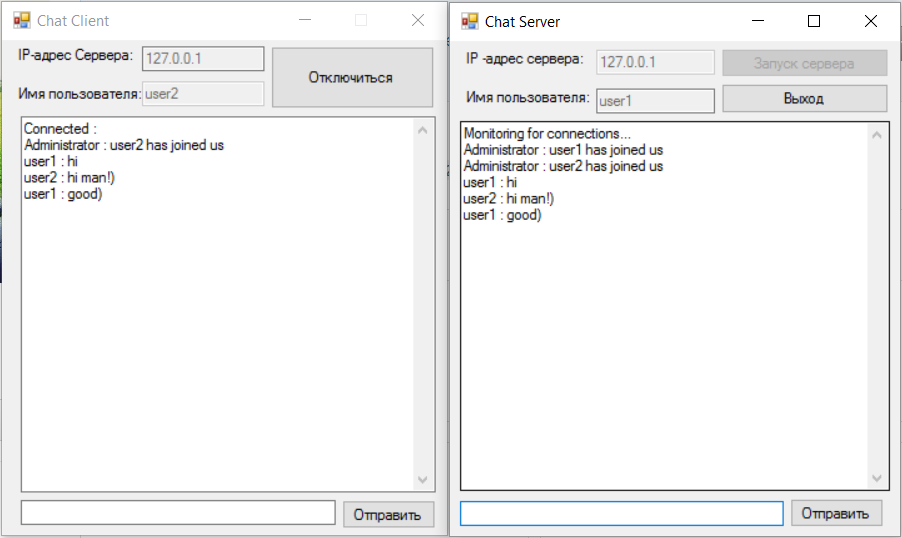 Chat Client
IP-адрес Сервера:
127.0.0.1
Отключиться
Имя пользователя:
user2
Connected :
Administrator : user2 has joined us
user1 : hi
user2 : hi man!)
user1 : good)
Отправить
Chat Server
IP -адрес сервера:
127.0.0.1
Запуск сервера
Имя пользователя:
user1
Выход
Monitoring for connections...
Administrator : user1 has joined us
Administrator : user2 has joined us
user1 : hi
user2 : hi man!)
user1 : good)
Отправить